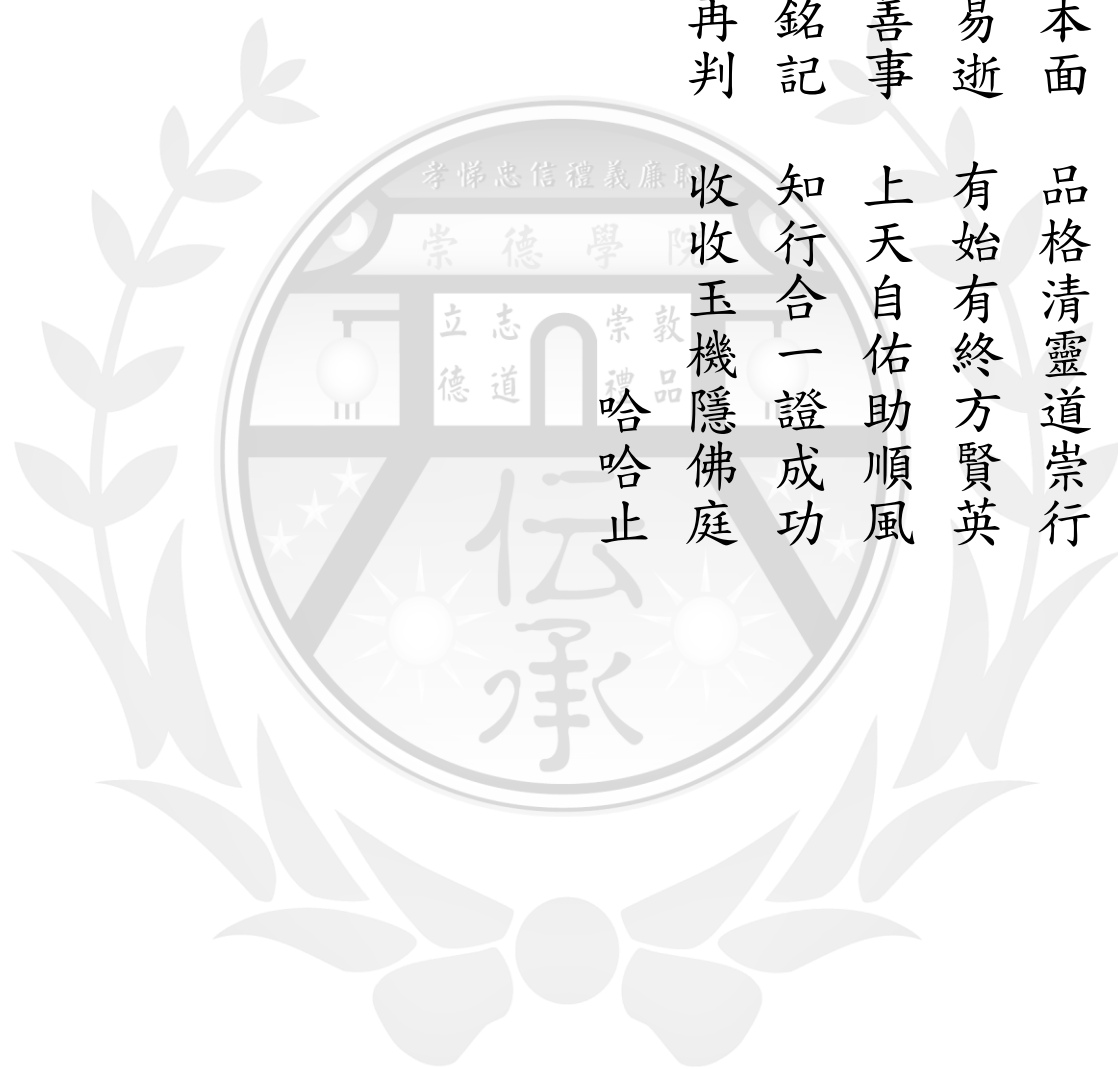 本面　品格清靈道崇行
易逝　有始有終方賢英
善事　上天自佑助順風
銘記　知行合一證成功
再判　收收玉機隱佛庭
哈哈止
孝悌忠信禮義廉恥
崇德學院
立志　崇敦
德道　禮品
伝承